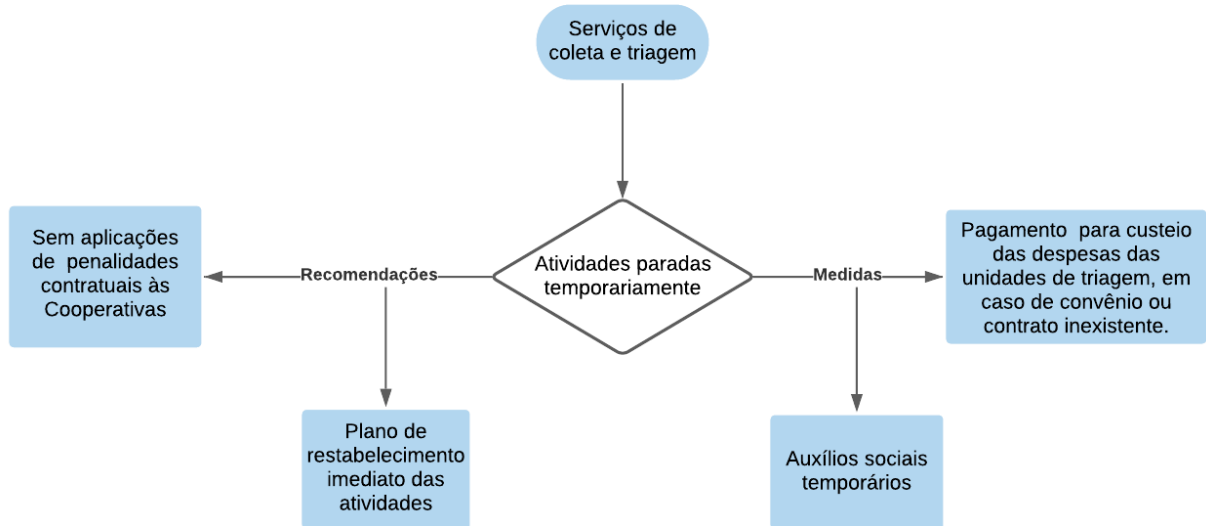 Serviços de
coleta e triagem
Sem aplicações
de penalidades
contratuais às
Cooperativas
Recomendações
Atividades paradas
temporariamente
Medidas
Pagamento para custeio
das despesas das
unidades de triagem, em
caso de convênio ou
contrato inexistente.
Plano de
restabelecimento
imediato das
atividades
Auxílios sociais
temporários